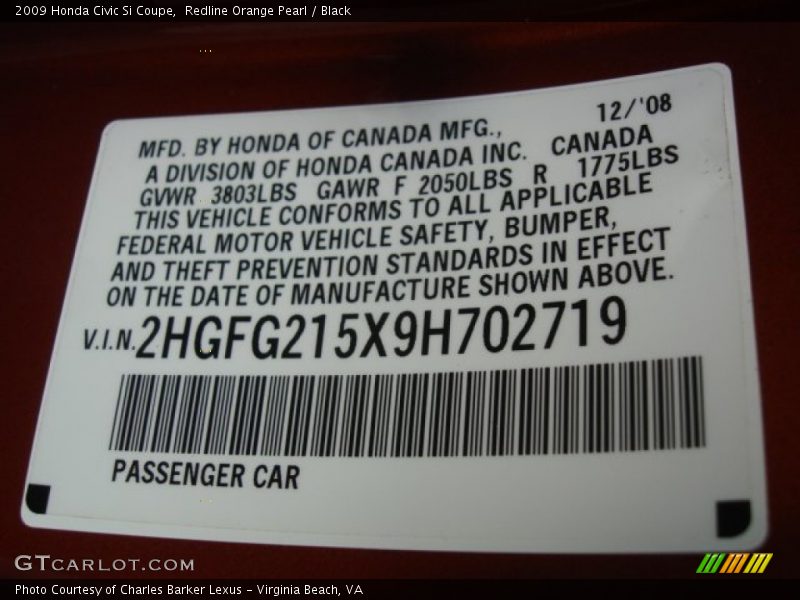 2009 Honda Civic Si Coupe,  Redline Orange Pearl / Black
12/'08
MFD. BY HONDA OF CANADA MFG.,
A DIVISION OF HONDA CANADA INC. CANADA
GVWR 3803LBS GAWR F 2050LBS R 1775LBS
THIS VEHICLE CONFORMS TO ALL APPLICABLE
FEDERAL MOTOR VEHICLE SAFETY, BUMPER,
AND THEFT PREVENTION STANDARDS IN EFFECT
ON THE DATE OF MANUFACTURE SHOWN ABOVE.
V.I.N. 2HGFG215X9H702719
PASSENGER CAR
GTCARLOT.COM
Photo Courtesy of Charles Barker Lexus - Virginia Beach, VA